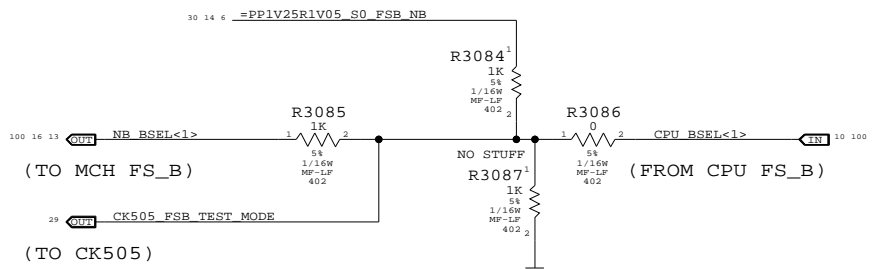 30 14 6 =PP1V25R1V05_S0_FSB_NB
R3084 1
1K
5%
1/16W
MF-LF
402 2
R3085
1K
1 2
5%
1/16W
MF-LF
402
R3086
0
1 2
5%
1/16W
MF-LF
402
100 16 13 OUT NB_BSEL<1>
(TO MCH FS_B)
CPU_BSEL<1> IN 10 100
(FROM CPU FS_B)
NO STUFF
R3087 1
1K
5%
1/16W
MF-LF
402 2
29 OUT CK505_FSB_TEST_MODE
(TO CK505)